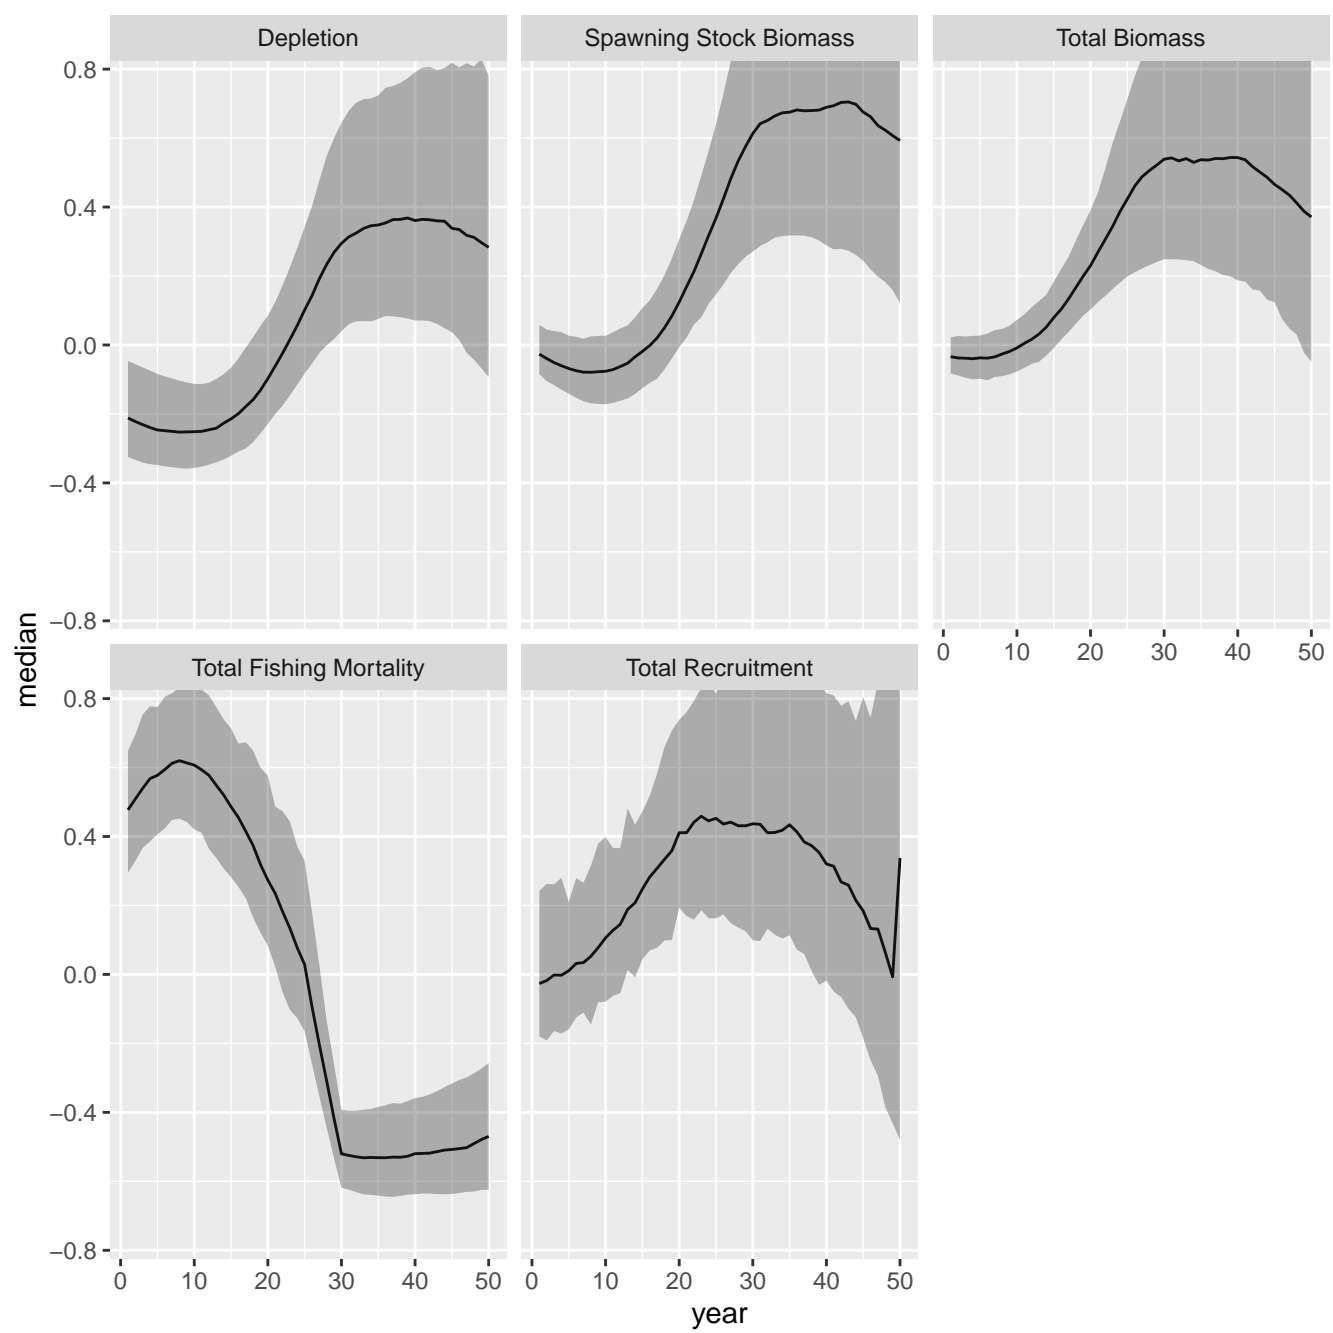 Depletion
Spawning Stock Biomass
Total Biomass
0.8
0.4
0.0
−0.4
−0.8
0 10 20 30 40 50
median
Total Fishing Mortality
Total Recruitment
0.8
0.4
0.0
−0.4
−0.8
0 10 20 30 40 50
0 10 20 30 40 50
year